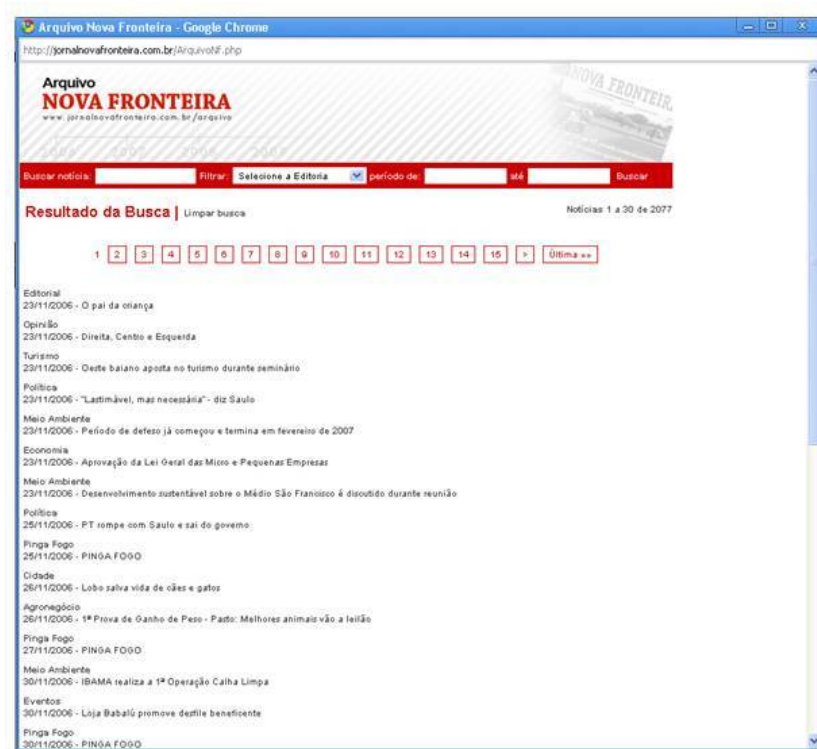 Arquivo Nova Fronteira - Google Chrome
http://jornalnovafronteira.com.br/ArquivoNF.php
Arquivo
NOVA FRONTEIRA
www.jornalnovafronteira.com.br/arquivo
NOVA FRONTEIR
2006 2007 2008 2009
Buscar notícia: Filtrar: Selecione a Editoria período de: até Buscar
Resultado da Busca | Limpar busca Notícias 1 a 30 de 2077
1 2 3 4 5 6 7 8 9 10 11 12 13 14 15 > Última »»
Editorial
23/11/2006 - O pai da criança
Opinião
23/11/2006 - Direita, Centro e Esquerda
Turismo
23/11/2006 - Oeste baiano aposta no turismo durante seminário
Política
23/11/2006 - "Lastimável, mas necessária"- diz Saulo
Meio Ambiente
23/11/2006 - Período de defeso já começou e termina em fevereiro de 2007
Economia
23/11/2006 - Aprovação da Lei Geral das Micro e Pequenas Empresas
Meio Ambiente
23/11/2006 - Desenvolvimento sustentável sobre o Médio São Francisco é discutido durante reunião
Política
25/11/2006 - PT rompe com Saulo e sai do governo
Pinga Fogo
25/11/2006 - PINGA FOGO
Cidade
26/11/2006 - Lobo salva vida de cães e gatos
Agronegócio
26/11/2006 - 1ª Prova de Ganho de Peso - Pasto: Melhores animais vão a leilão
Pinga Fogo
27/11/2006 - PINGA FOGO
Meio Ambiente
30/11/2006 - IBAMA realiza a 1ª Operação Calha Limpa
Eventos
30/11/2006 - Loja Babalú promove desfile beneficente
Pinga Fogo
30/11/2006 - PINGA FOGO